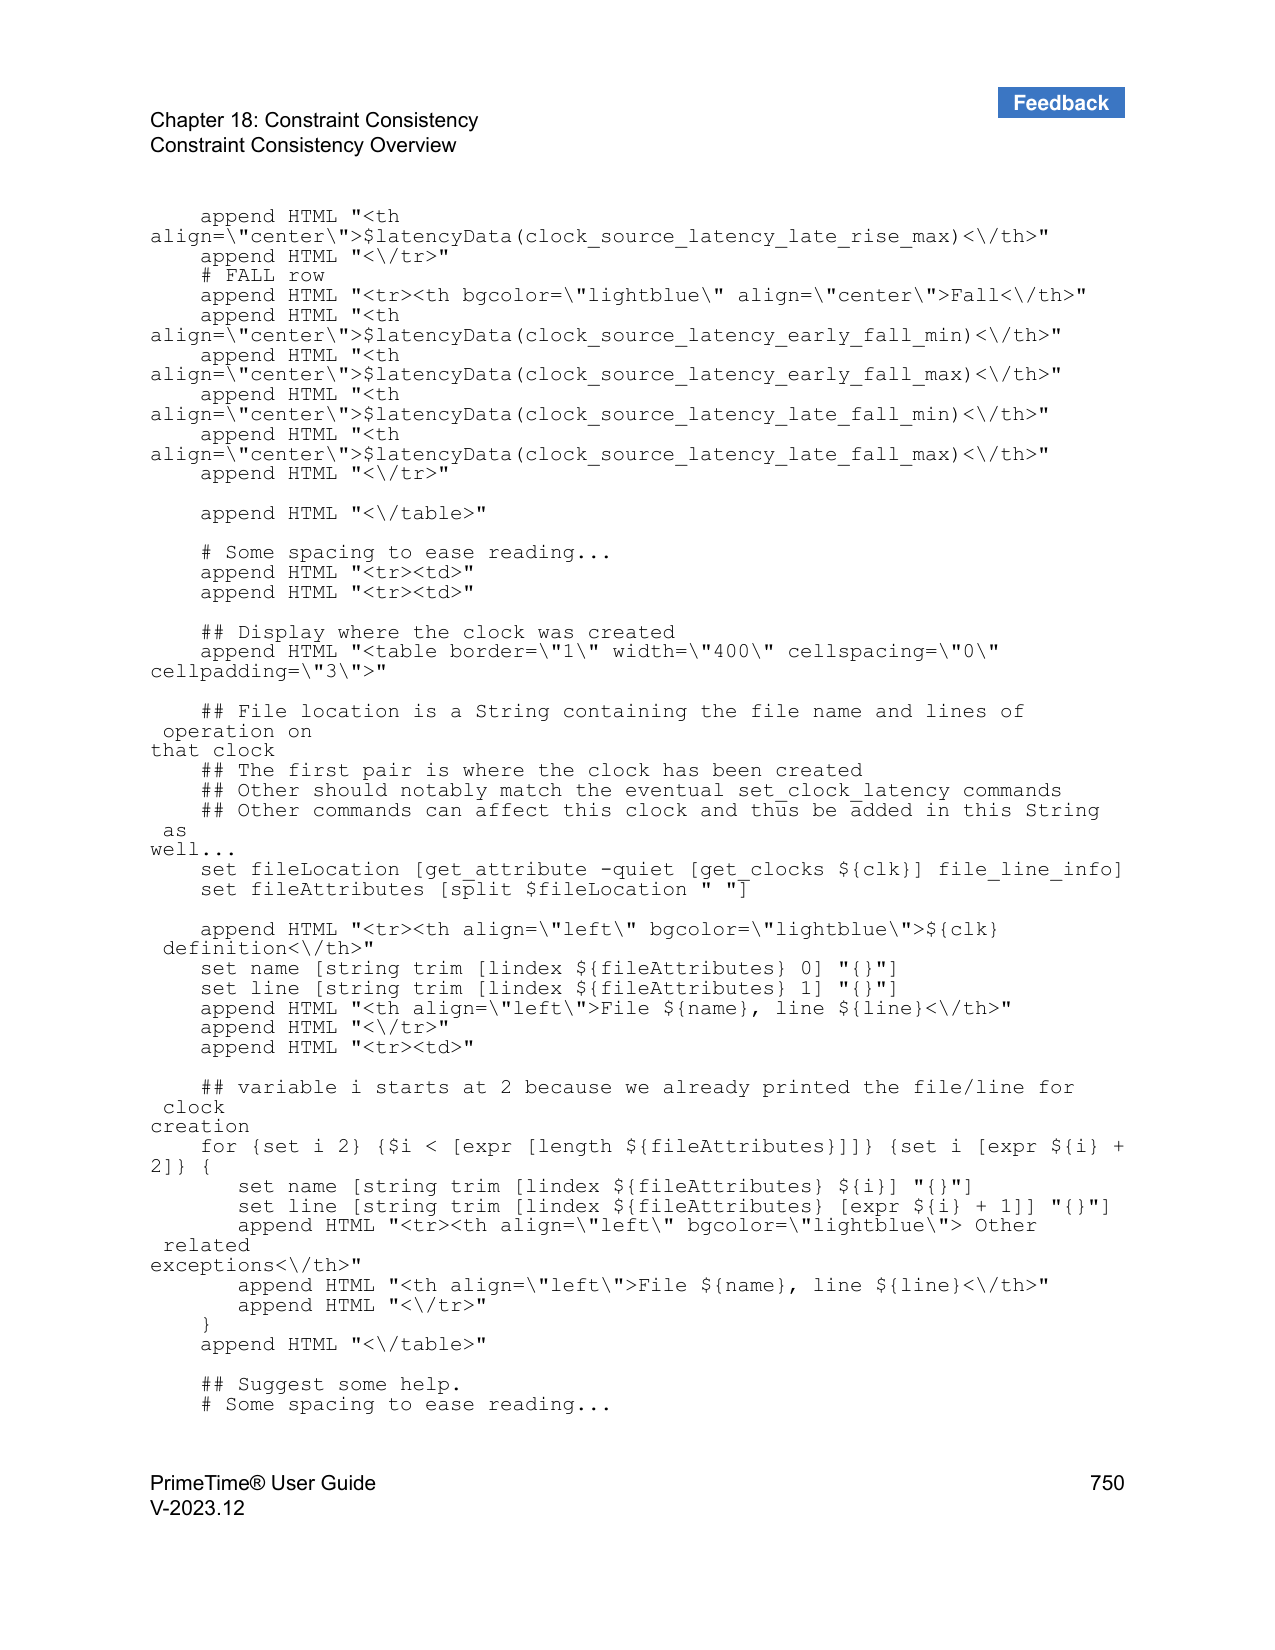 Feedback
Chapter 18: Constraint Consistency
Constraint Consistency Overview
    append HTML "<th
align=\"center\">$latencyData(clock_source_latency_late_rise_max)<\/th>"
    append HTML "<\/tr>"
    # FALL row
    append HTML "<tr><th bgcolor=\"lightblue\" align=\"center\">Fall<\/th>"
    append HTML "<th
align=\"center\">$latencyData(clock_source_latency_early_fall_min)<\/th>"
    append HTML "<th
align=\"center\">$latencyData(clock_source_latency_early_fall_max)<\/th>"
    append HTML "<th
align=\"center\">$latencyData(clock_source_latency_late_fall_min)<\/th>"
    append HTML "<th
align=\"center\">$latencyData(clock_source_latency_late_fall_max)<\/th>"
    append HTML "<\/tr>"
    append HTML "<\/table>"
    # Some spacing to ease reading...
    append HTML "<tr><td>"
    append HTML "<tr><td>"
    ## Display where the clock was created
    append HTML "<table border=\"1\" width=\"400\" cellspacing=\"0\"
cellpadding=\"3\">"
    ## File location is a String containing the file name and lines of
 operation on
that clock
    ## The first pair is where the clock has been created
    ## Other should notably match the eventual set_clock_latency commands
    ## Other commands can affect this clock and thus be added in this String
 as
well...
    set fileLocation [get_attribute -quiet [get_clocks ${clk}] file_line_info]
    set fileAttributes [split $fileLocation " "]
    append HTML "<tr><th align=\"left\" bgcolor=\"lightblue\">${clk}
 definition<\/th>"
    set name [string trim [lindex ${fileAttributes} 0] "{}"]
    set line [string trim [lindex ${fileAttributes} 1] "{}"]
    append HTML "<th align=\"left\">File ${name}, line ${line}<\/th>"
    append HTML "<\/tr>"
    append HTML "<tr><td>"
    ## variable i starts at 2 because we already printed the file/line for
 clock
creation
    for {set i 2} {$i < [expr [length ${fileAttributes}]]} {set i [expr ${i} +
2]} {
       set name [string trim [lindex ${fileAttributes} ${i}] "{}"]
       set line [string trim [lindex ${fileAttributes} [expr ${i} + 1]] "{}"]
       append HTML "<tr><th align=\"left\" bgcolor=\"lightblue\"> Other
 related
exceptions<\/th>"
       append HTML "<th align=\"left\">File ${name}, line ${line}<\/th>"
       append HTML "<\/tr>"
    }
    append HTML "<\/table>"
    ## Suggest some help.
    # Some spacing to ease reading...
PrimeTime® User Guide 750
V-2023.12